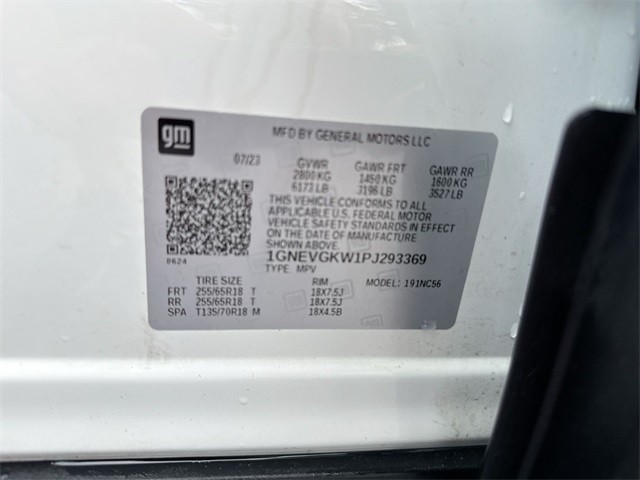 gm
MFD BY GENERAL MOTORS LLC
07/23 GVWR GAWR FRT GAWR RR
2800 KG 1450 KG 1600 KG
6173 LB 3196 LB 3527 LB
THIS VEHICLE CONFORMS TO ALL
APPLICABLE U.S. FEDERAL MOTOR
VEHICLE SAFETY STANDARDS IN EFFECT
ON THE DATE OF MANUFACTURE
SHOWN ABOVE
1GNEVGKW1PJ293369
0624 TYPE: MPV
TIRE SIZE RIM MODEL: 191NC56
FRT 255/65R18 T 18X7.5J
RR 255/65R18 T 18X7.5J
SPA T135/70R18 M 18X4.5B